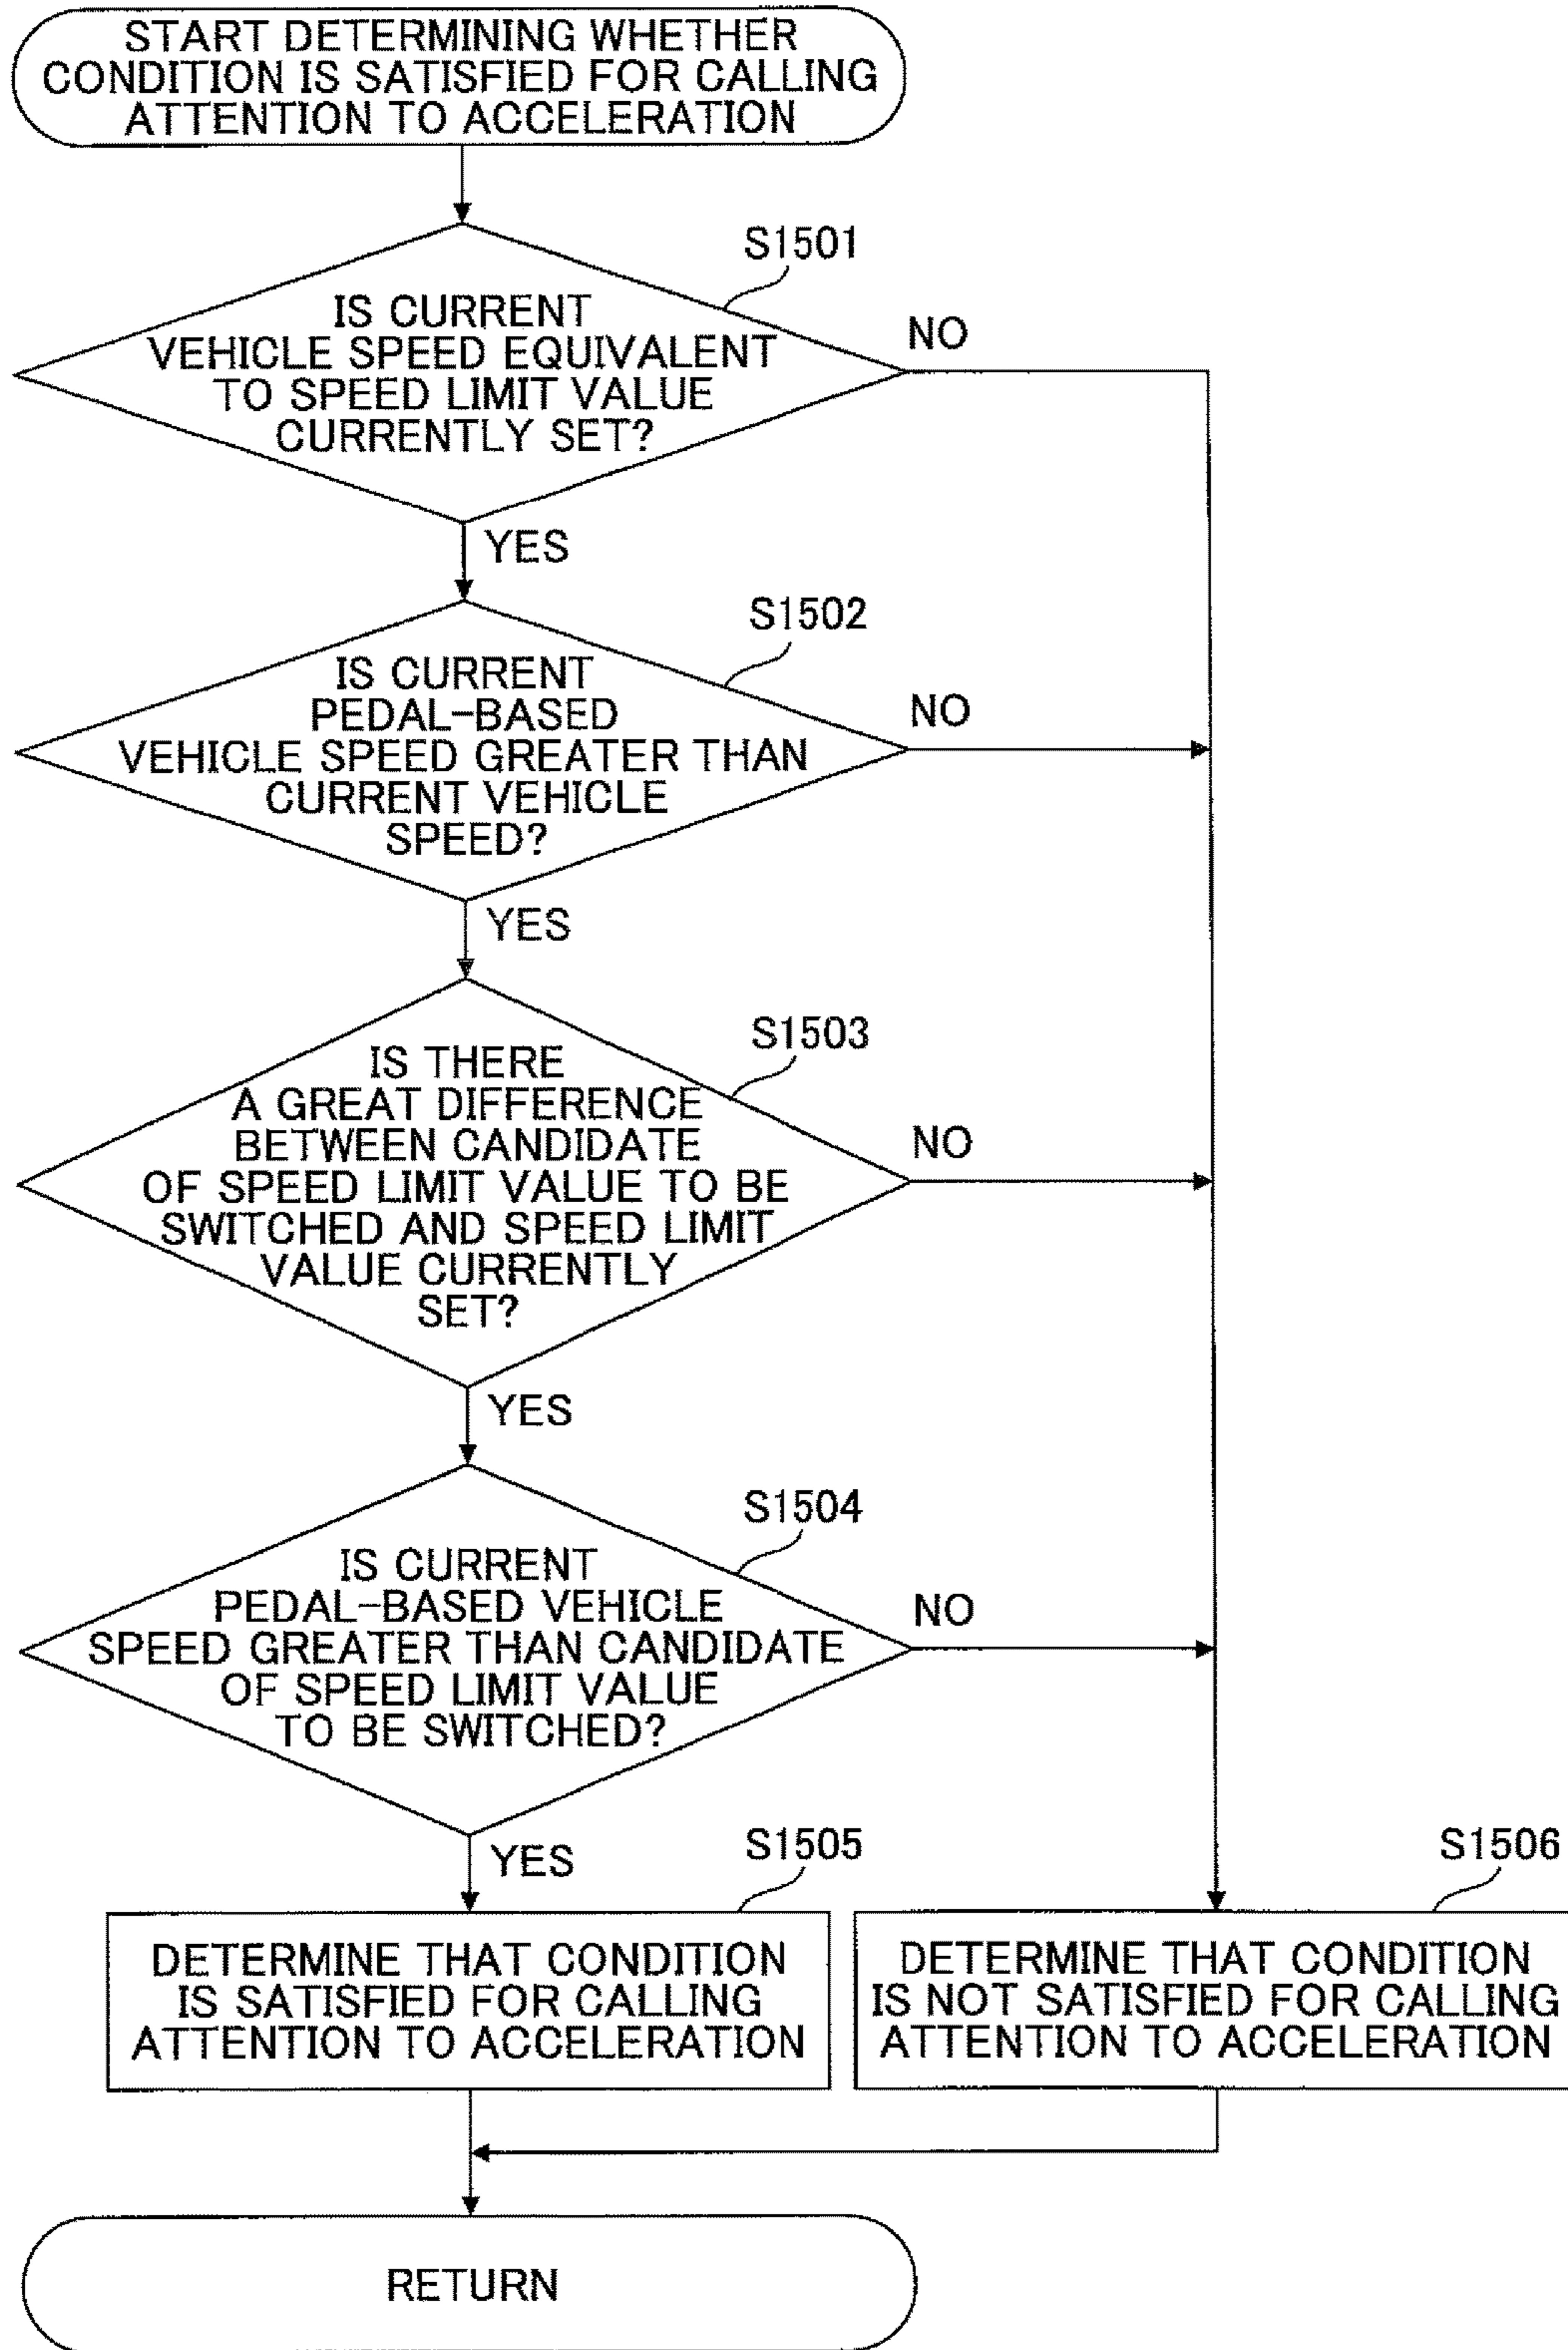 START DETERMINING WHETHER
CONDITION IS SATISFIED FOR CALLING
ATTENTION TO ACCELERATION
S1501
IS CURRENT
VEHICLE SPEED EQUIVALENT
TO SPEED LIMIT VALUE
CURRENTLY SET?
NO
YES
S1502
IS CURRENT
PEDAL-BASED
VEHICLE SPEED GREATER THAN
CURRENT VEHICLE
SPEED?
NO
YES
S1503
IS THERE
A GREAT DIFFERENCE
BETWEEN CANDIDATE
OF SPEED LIMIT VALUE TO BE
SWITCHED AND SPEED LIMIT
VALUE CURRENTLY
SET?
NO
YES
S1504
IS CURRENT
PEDAL-BASED VEHICLE
SPEED GREATER THAN CANDIDATE
OF SPEED LIMIT VALUE
TO BE SWITCHED?
NO
YES
S1505
DETERMINE THAT CONDITION
IS SATISFIED FOR CALLING
ATTENTION TO ACCELERATION
S1506
DETERMINE THAT CONDITION
IS NOT SATISFIED FOR CALLING
ATTENTION TO ACCELERATION
RETURN